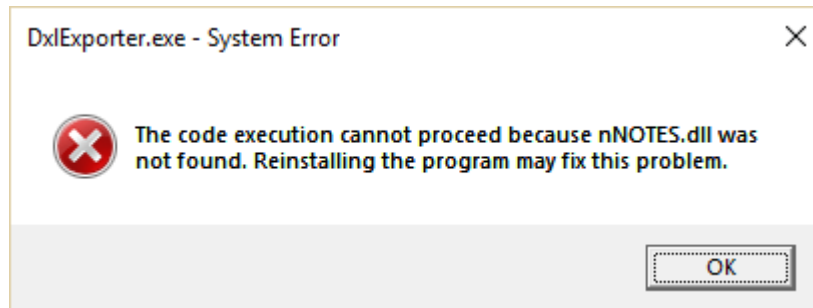 DxlExporter.exe - System Error
The code execution cannot proceed because nNOTES.dll was
not found. Reinstalling the program may fix this problem.
OK